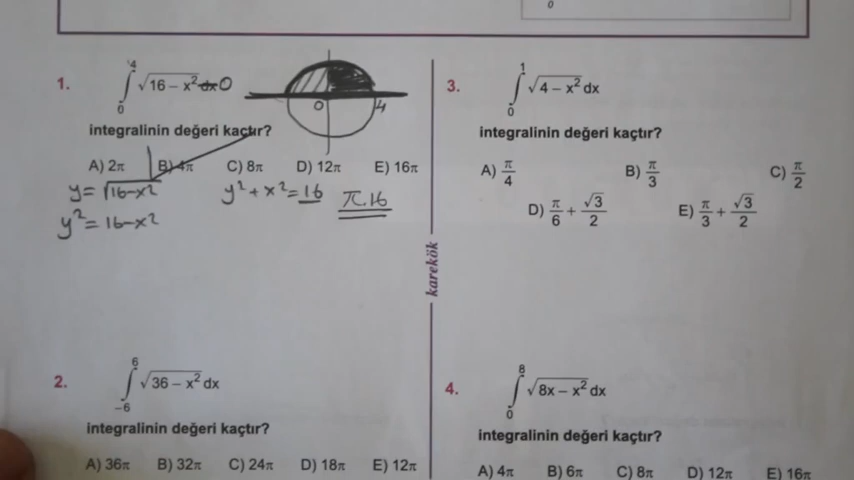 0
1.
4
∫ √16 – x² dx 0
0
0 4
integralinin değeri kaçtır?
A) 2π B) 4π C) 8π D) 12π E) 16π
y = √16-x² y² + x² = 16 π.16
y² = 16-x²
2.
6
∫ √36 – x² dx
–6
integralinin değeri kaçtır?
A) 36π B) 32π C) 24π D) 18π E) 12π
karekök
3.
1
∫ √4 – x² dx
0
integralinin değeri kaçtır?
A) π/4 B) π/3 C) π/2
D) π/6 + √3/2 E) π/3 + √3/2
4.
8
∫ √8x – x² dx
0
integralinin değeri kaçtır?
A) 4π B) 6π C) 8π D) 12π E) 16π